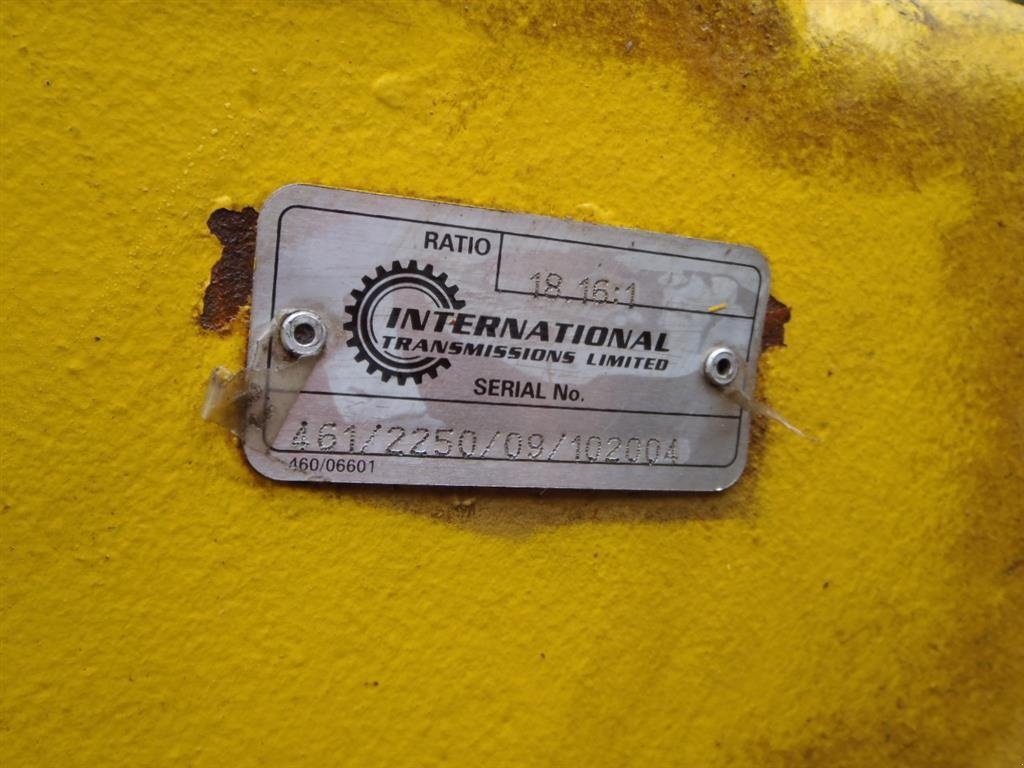 RATIO
18.16:1
INTERNATIONAL
TRANSMISSIONS LIMITED
SERIAL No.
461/2250/09/102004
460/06601